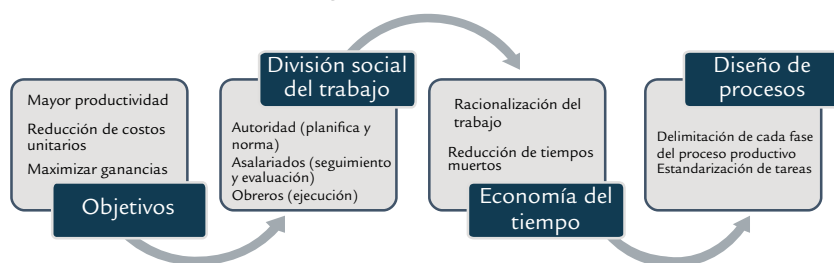 Mayor productividad
Reducción de costos
unitarios
Maximizar ganancias
Objetivos
División social
del trabajo
Autoridad (planifica y
norma)
Asalariados (seguimiento
y evaluación)
Obreros (ejecución)
Racionalización del
trabajo
Reducción de tiempos
muertos
Economía del
tiempo
Diseño de
procesos
Delimitación de cada fase
del proceso productivo
Estandarización de tareas